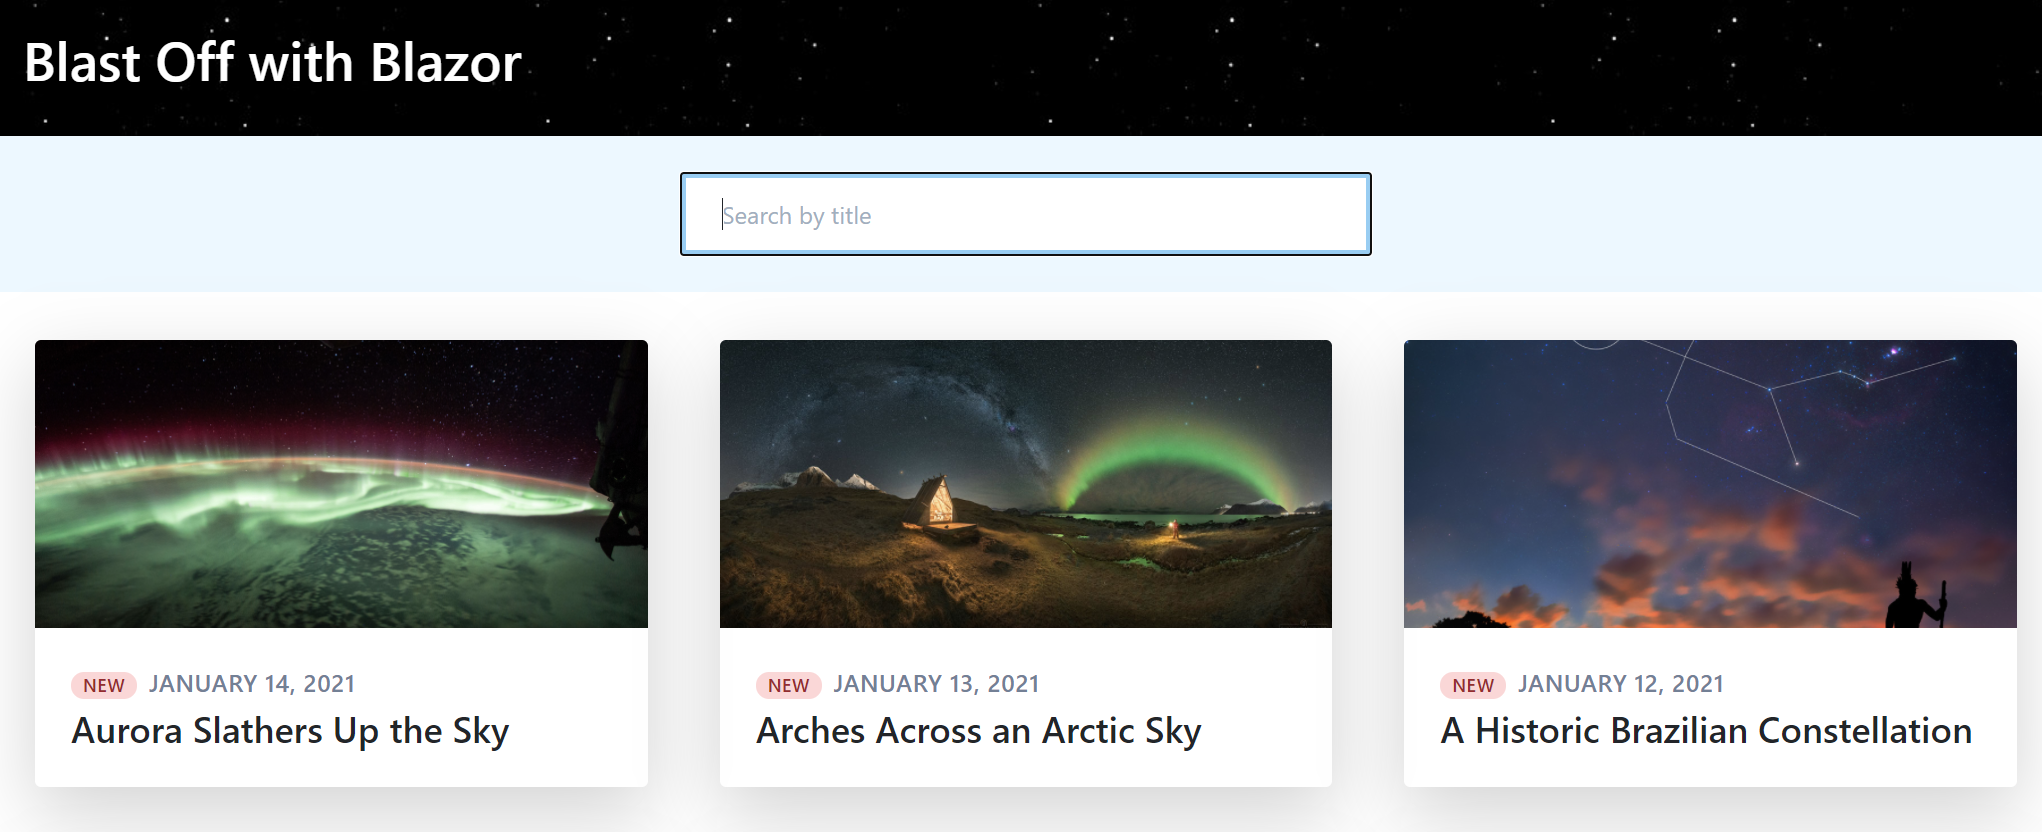 Blast Off with Blazor
Search by title
NEW JANUARY 14, 2021
Aurora Slathers Up the Sky
NEW JANUARY 13, 2021
Arches Across an Arctic Sky
NEW JANUARY 12, 2021
A Historic Brazilian Constellation